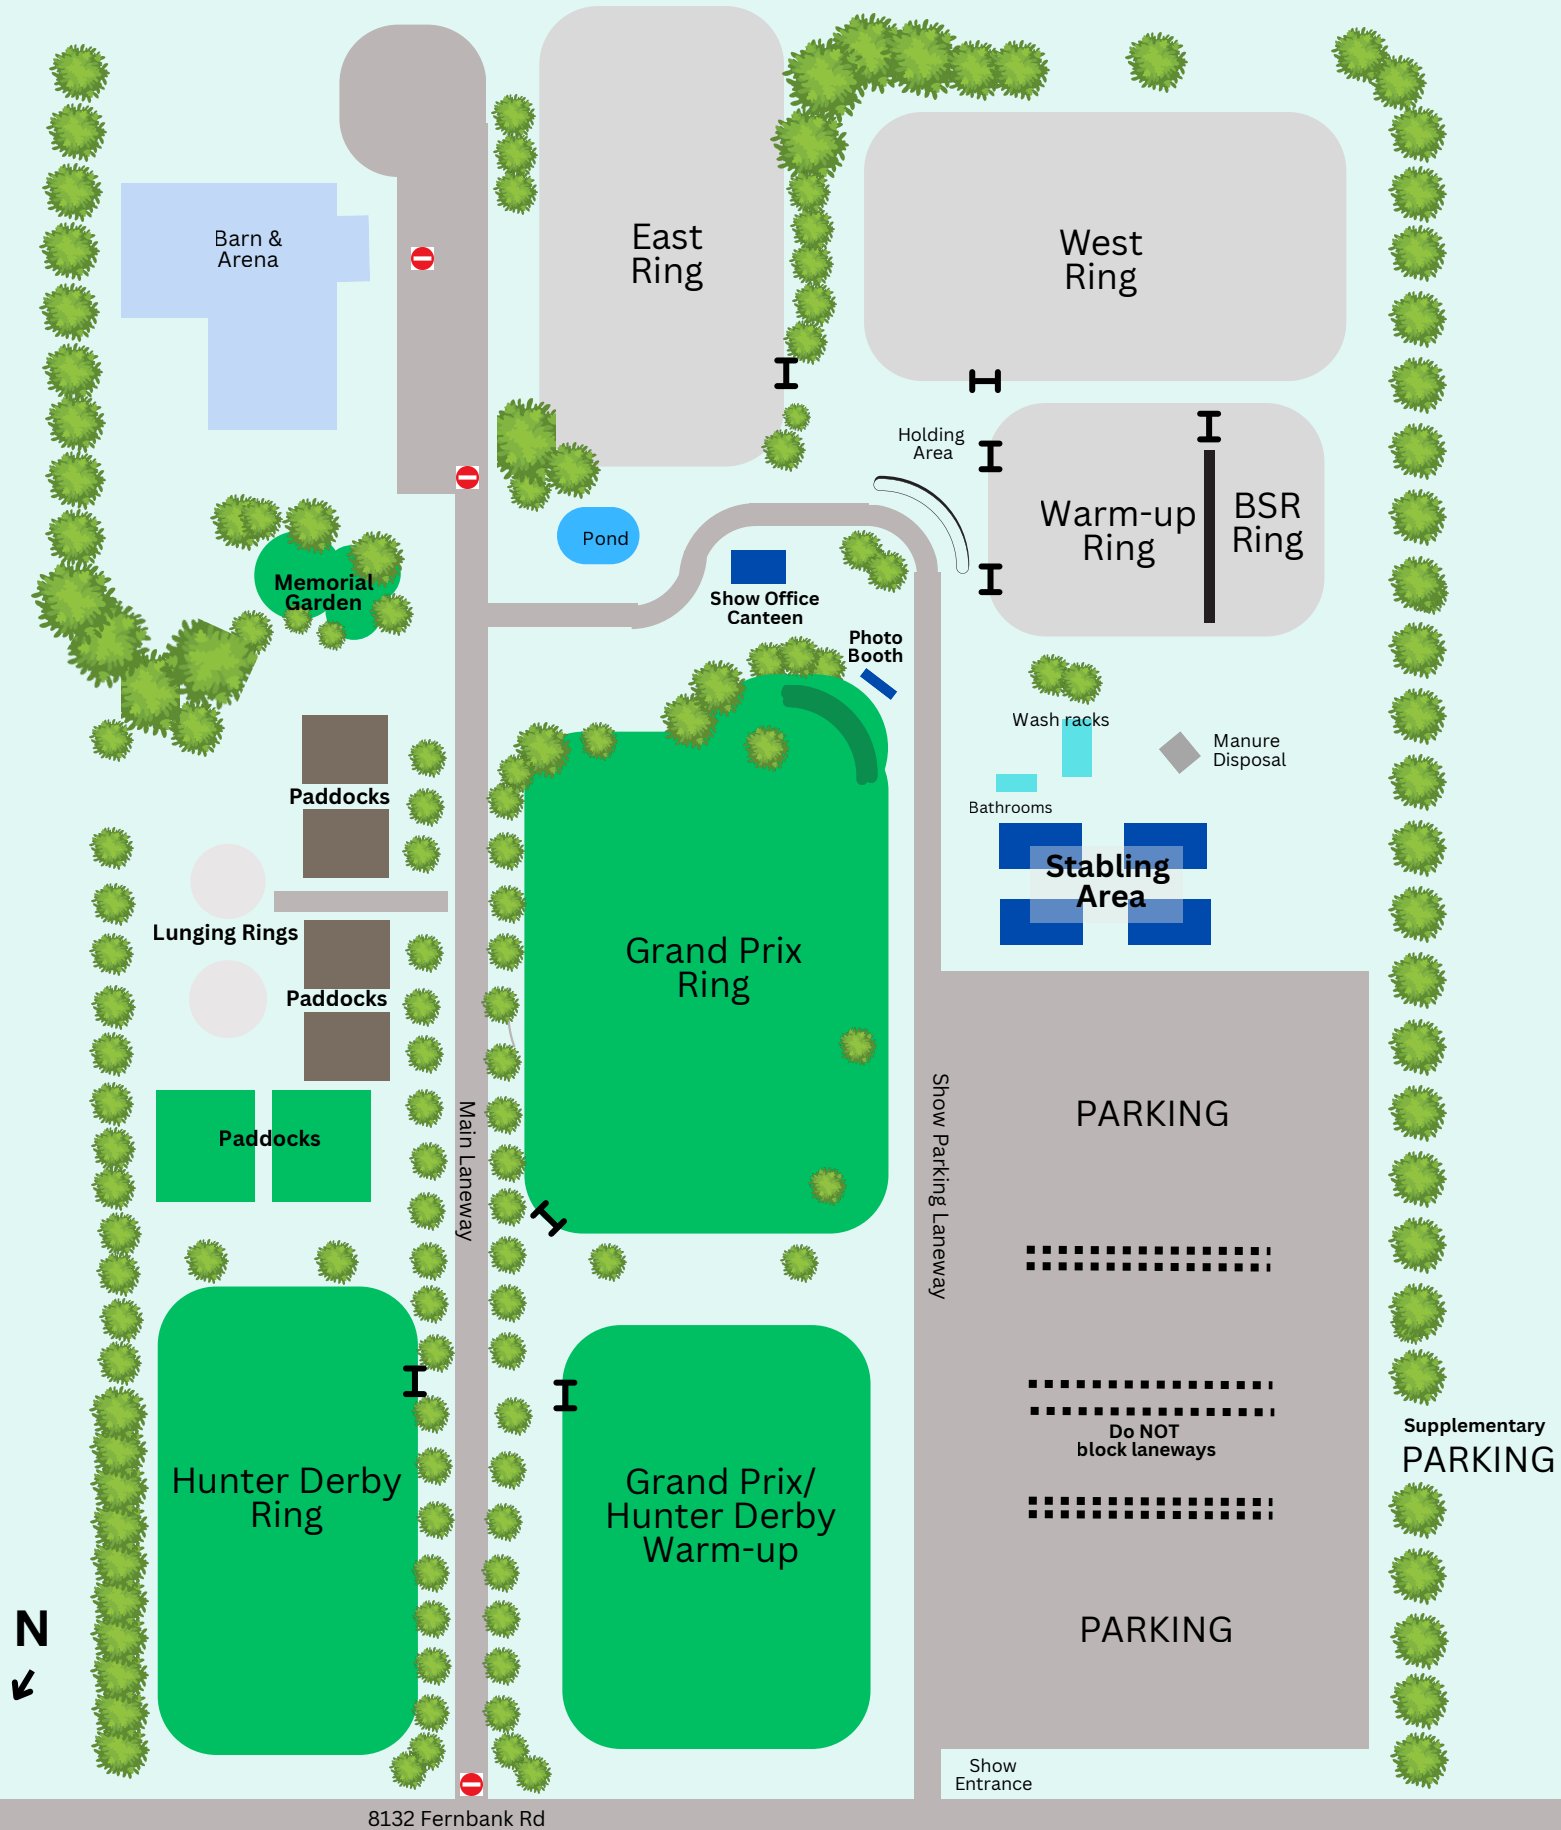 East
Ring
West
Ring
Barn &
Arena
Holding
Area
Warm-up
Ring
BSR
Ring
Pond
Memorial
Garden
Show Office
Canteen
Photo
Booth
Wash racks
Manure
Disposal
Bathrooms
Paddocks
Stabling
Area
Lunging Rings
Grand Prix
Ring
Paddocks
Paddocks
Main Laneway
Show Parking Laneway
PARKING
Supplementary
PARKING
Do NOT
block laneways
Hunter Derby
Ring
Grand Prix/
Hunter Derby
Warm-up
N
PARKING
Show
Entrance
8132 Fernbank Rd